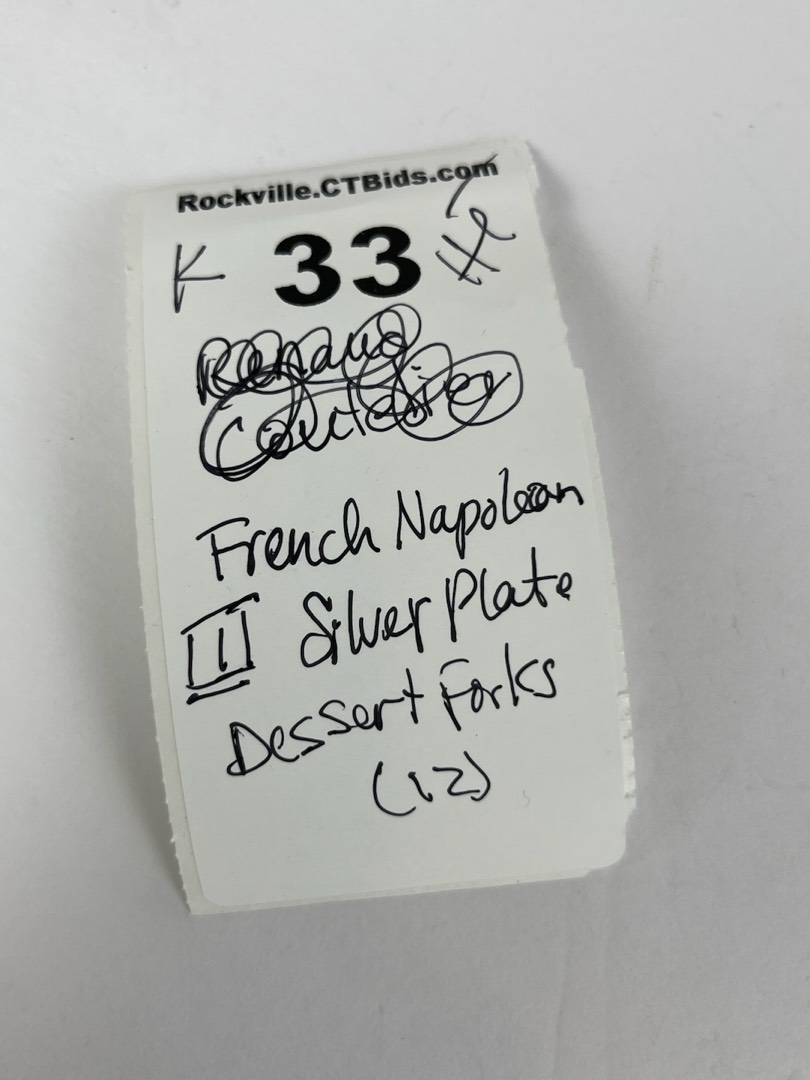 Rockville.CTBids.com
K 33
French Napoleon
III Silver Plate
Dessert Forks
(12)